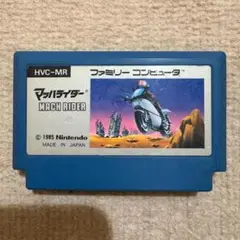 HVC-MR
ファミリー コンピュータ
マッハライダー
MACH RIDER
© 1985 Nintendo
MADE IN JAPAN